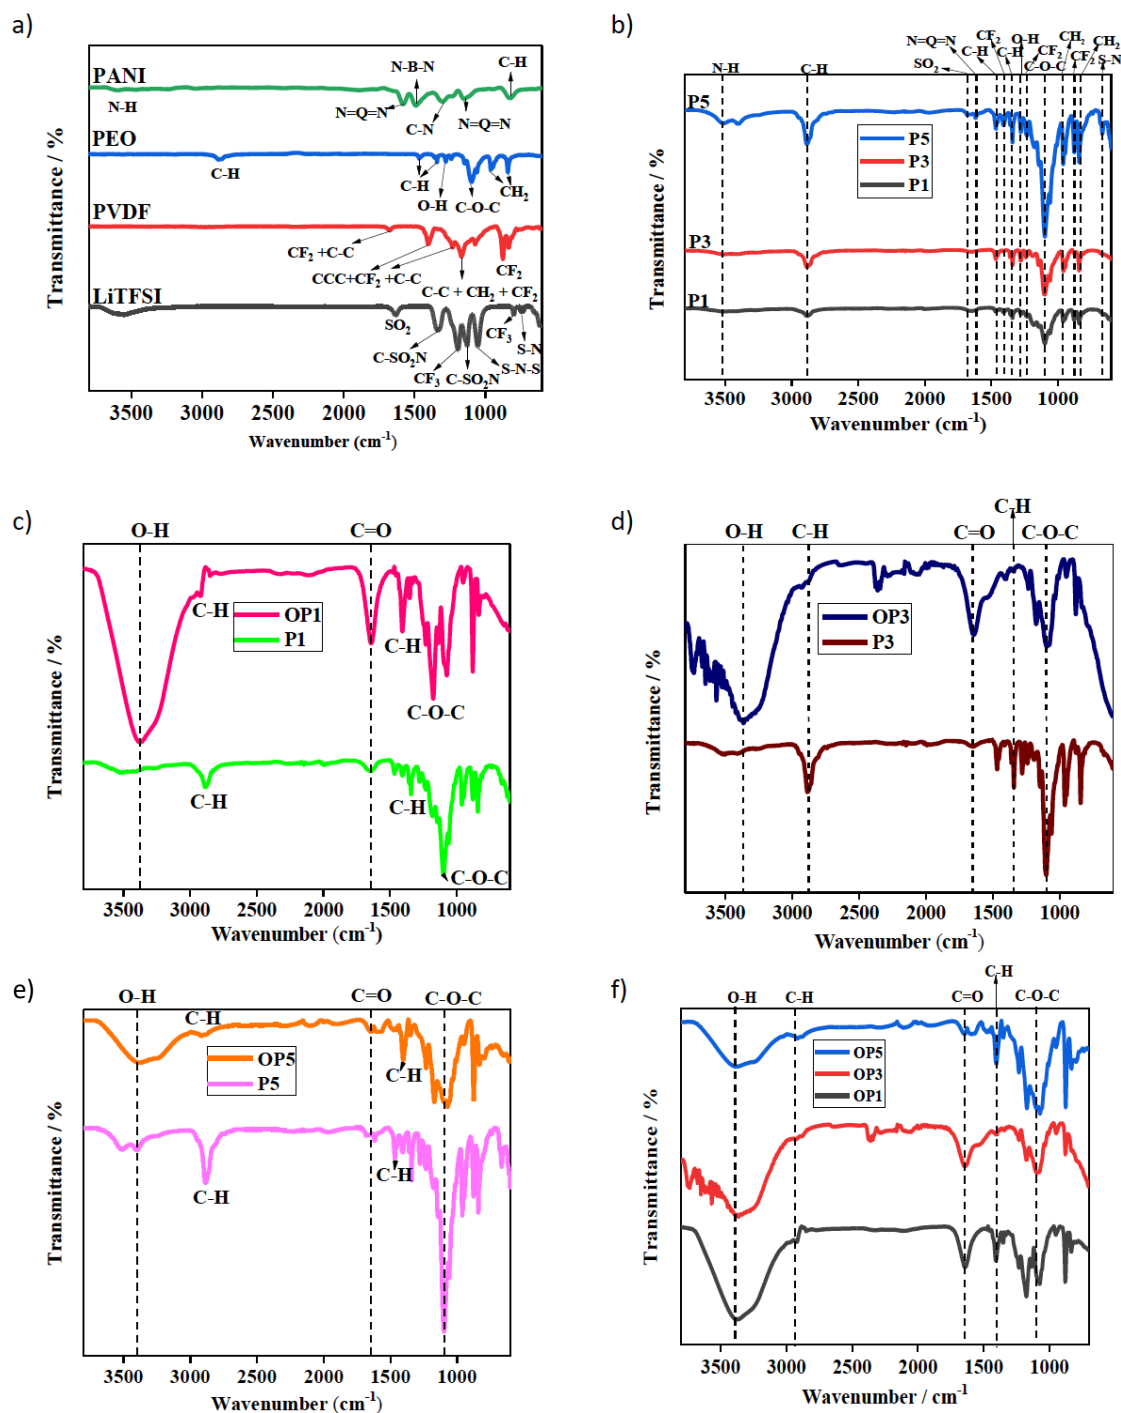 a)
PANI
N-H
N-B-N
N=Q=N
C-N
N=Q=N
C-H
PEO
C-H
C-H
O-H
C-O-C
CH2
PVDF
CF2 +C-C
CCC+CF2 +C-C
C-C + CH2 + CF2
CF2
LiTFSI
SO2
C-SO2N
CF3
C-SO2N
S-N-S
CF3
S-N
Transmittance / %
3500 3000 2500 2000 1500 1000
Wavenumber (cm-1)
b)
N-H
C-H
N=Q=N
SO2
C-H
CF2
C-H
O-H
CF2
C-O-C
CH2
CF2
CH2
S-N
P5
P3
P1
P5
P3
P1
Transmittance / %
3500 3000 2500 2000 1500 1000
Wavenumber (cm-1)
c)
O-H
C=O
C-H
OP1
P1
C-H
C-O-C
C-H
C-H
C-O-C
Transmittance / %
3500 3000 2500 2000 1500 1000
Wavenumber (cm-1)
d)
C-H
O-H
C-H
C=O
C-O-C
OP3
P3
Transmittance / %
3500 3000 2500 2000 1500 1000
Wavenumber (cm-1)
e)
O-H
C-H
C=O
C-O-C
OP5
P5
C-H
C-H
C-H
Transmittance / %
3500 3000 2500 2000 1500 1000
Wavenumber (cm-1)
f)
C-H
O-H
C-H
C=O
C-O-C
OP5
OP3
OP1
Transmittance / %
3500 3000 2500 2000 1500 1000
Wavenumber / cm-1